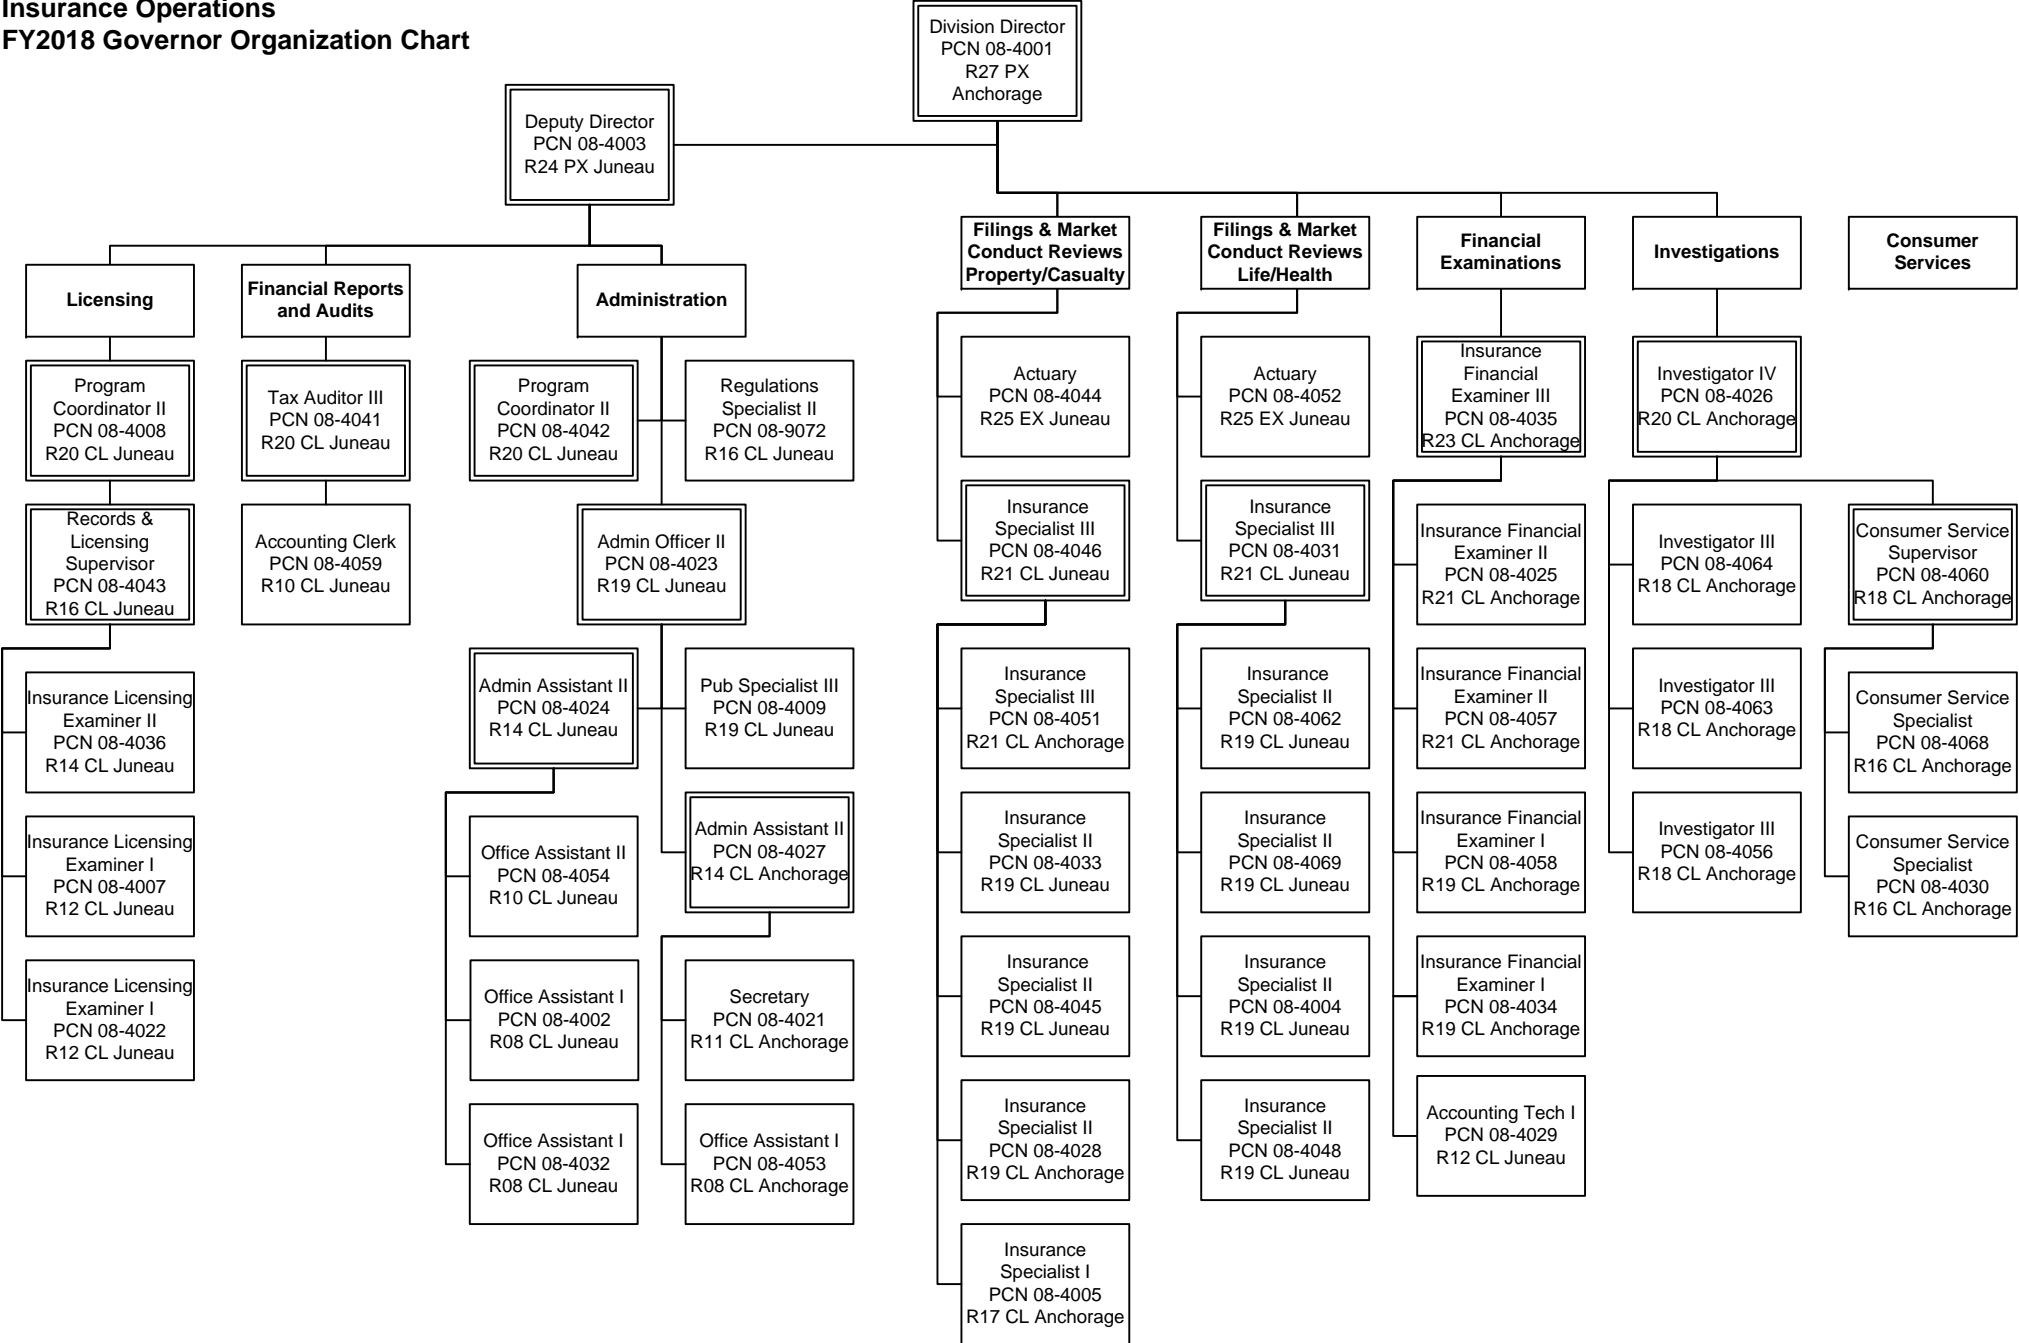 Insurance Operations
FY2018 Governor Organization Chart
Division Director
PCN 08-4001
R27 PX
Anchorage
Deputy Director
PCN 08-4003
R24 PX Juneau
Licensing
Program
Coordinator II
PCN 08-4008
R20 CL Juneau
Records &
Licensing
Supervisor
PCN 08-4043
R16 CL Juneau
Insurance Licensing
Examiner II
PCN 08-4036
R14 CL Juneau
Insurance Licensing
Examiner I
PCN 08-4007
R12 CL Juneau
Insurance Licensing
Examiner I
PCN 08-4022
R12 CL Juneau
Financial Reports
and Audits
Tax Auditor III
PCN 08-4041
R20 CL Juneau
Accounting Clerk
PCN 08-4059
R10 CL Juneau
Administration
Program
Coordinator II
PCN 08-4042
R20 CL Juneau
Regulations
Specialist II
PCN 08-9072
R16 CL Juneau
Admin Officer II
PCN 08-4023
R19 CL Juneau
Admin Assistant II
PCN 08-4024
R14 CL Juneau
Office Assistant II
PCN 08-4054
R10 CL Juneau
Office Assistant I
PCN 08-4002
R08 CL Juneau
Office Assistant I
PCN 08-4032
R08 CL Juneau
Pub Specialist III
PCN 08-4009
R19 CL Juneau
Admin Assistant II
PCN 08-4027
R14 CL Anchorage
Secretary
PCN 08-4021
R11 CL Anchorage
Office Assistant I
PCN 08-4053
R08 CL Anchorage
Filings & Market
Conduct Reviews
Property/Casualty
Actuary
PCN 08-4044
R25 EX Juneau
Insurance
Specialist III
PCN 08-4046
R21 CL Juneau
Insurance
Specialist III
PCN 08-4051
R21 CL Anchorage
Insurance
Specialist II
PCN 08-4033
R19 CL Juneau
Insurance
Specialist II
PCN 08-4045
R19 CL Juneau
Insurance
Specialist II
PCN 08-4028
R19 CL Anchorage
Insurance
Specialist I
PCN 08-4005
R17 CL Anchorage
Filings & Market
Conduct Reviews
Life/Health
Actuary
PCN 08-4052
R25 EX Juneau
Insurance
Specialist III
PCN 08-4031
R21 CL Juneau
Insurance
Specialist II
PCN 08-4062
R19 CL Juneau
Insurance
Specialist II
PCN 08-4069
R19 CL Juneau
Insurance
Specialist II
PCN 08-4004
R19 CL Juneau
Insurance
Specialist II
PCN 08-4048
R19 CL Juneau
Financial
Examinations
Insurance
Financial
Examiner III
PCN 08-4035
R23 CL Anchorage
Insurance Financial
Examiner II
PCN 08-4025
R21 CL Anchorage
Insurance Financial
Examiner II
PCN 08-4057
R21 CL Anchorage
Insurance Financial
Examiner I
PCN 08-4058
R19 CL Anchorage
Insurance Financial
Examiner I
PCN 08-4034
R19 CL Anchorage
Accounting Tech I
PCN 08-4029
R12 CL Juneau
Investigations
Investigator IV
PCN 08-4026
R20 CL Anchorage
Investigator III
PCN 08-4064
R18 CL Anchorage
Investigator III
PCN 08-4063
R18 CL Anchorage
Investigator III
PCN 08-4056
R18 CL Anchorage
Consumer
Services
Consumer Service
Supervisor
PCN 08-4060
R18 CL Anchorage
Consumer Service
Specialist
PCN 08-4068
R16 CL Anchorage
Consumer Service
Specialist
PCN 08-4030
R16 CL Anchorage